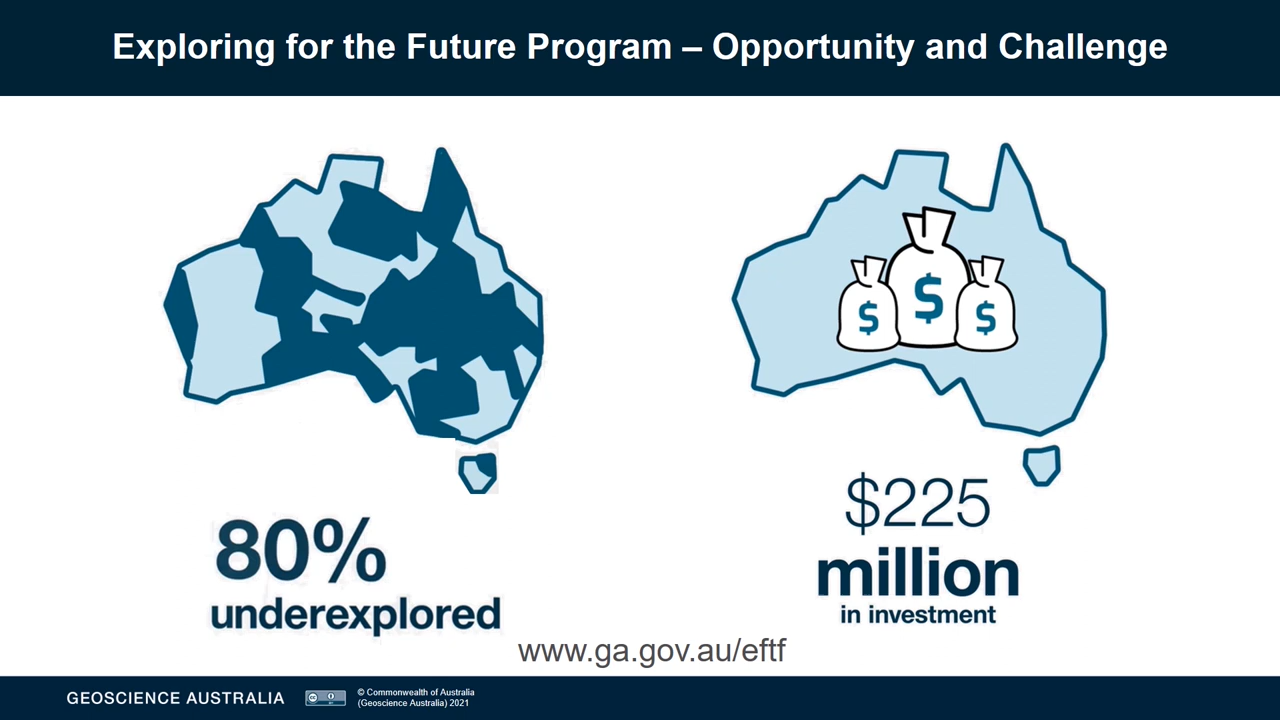 Exploring for the Future Program – Opportunity and Challenge
$
$
$
80%
underexplored
$225
million
in investment
www.ga.gov.au/eftf
GEOSCIENCE AUSTRALIA
© Commonwealth of Australia
(Geoscience Australia) 2021